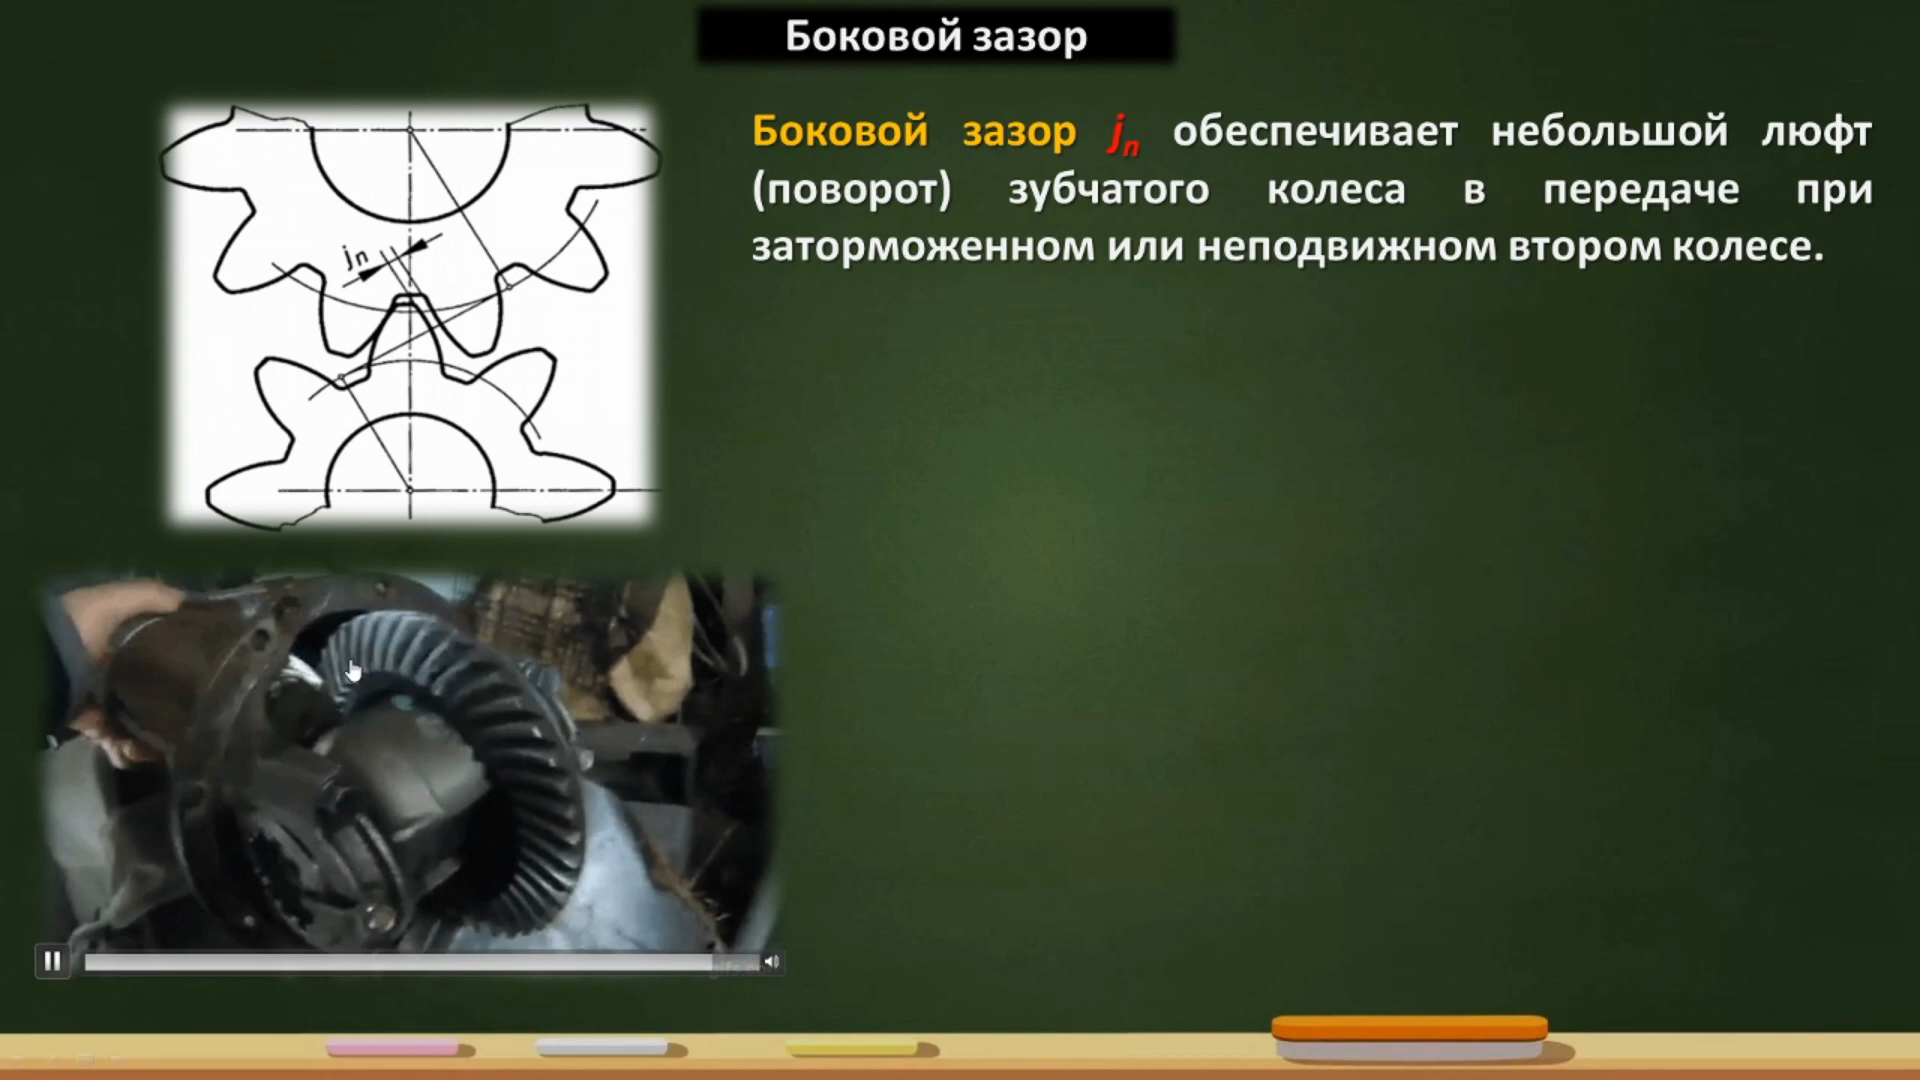 Боковой зазор
Боковой зазор jn обеспечивает небольшой люфт
(поворот) зубчатого колеса в передаче при
заторможенном или неподвижном втором колесе.
jn